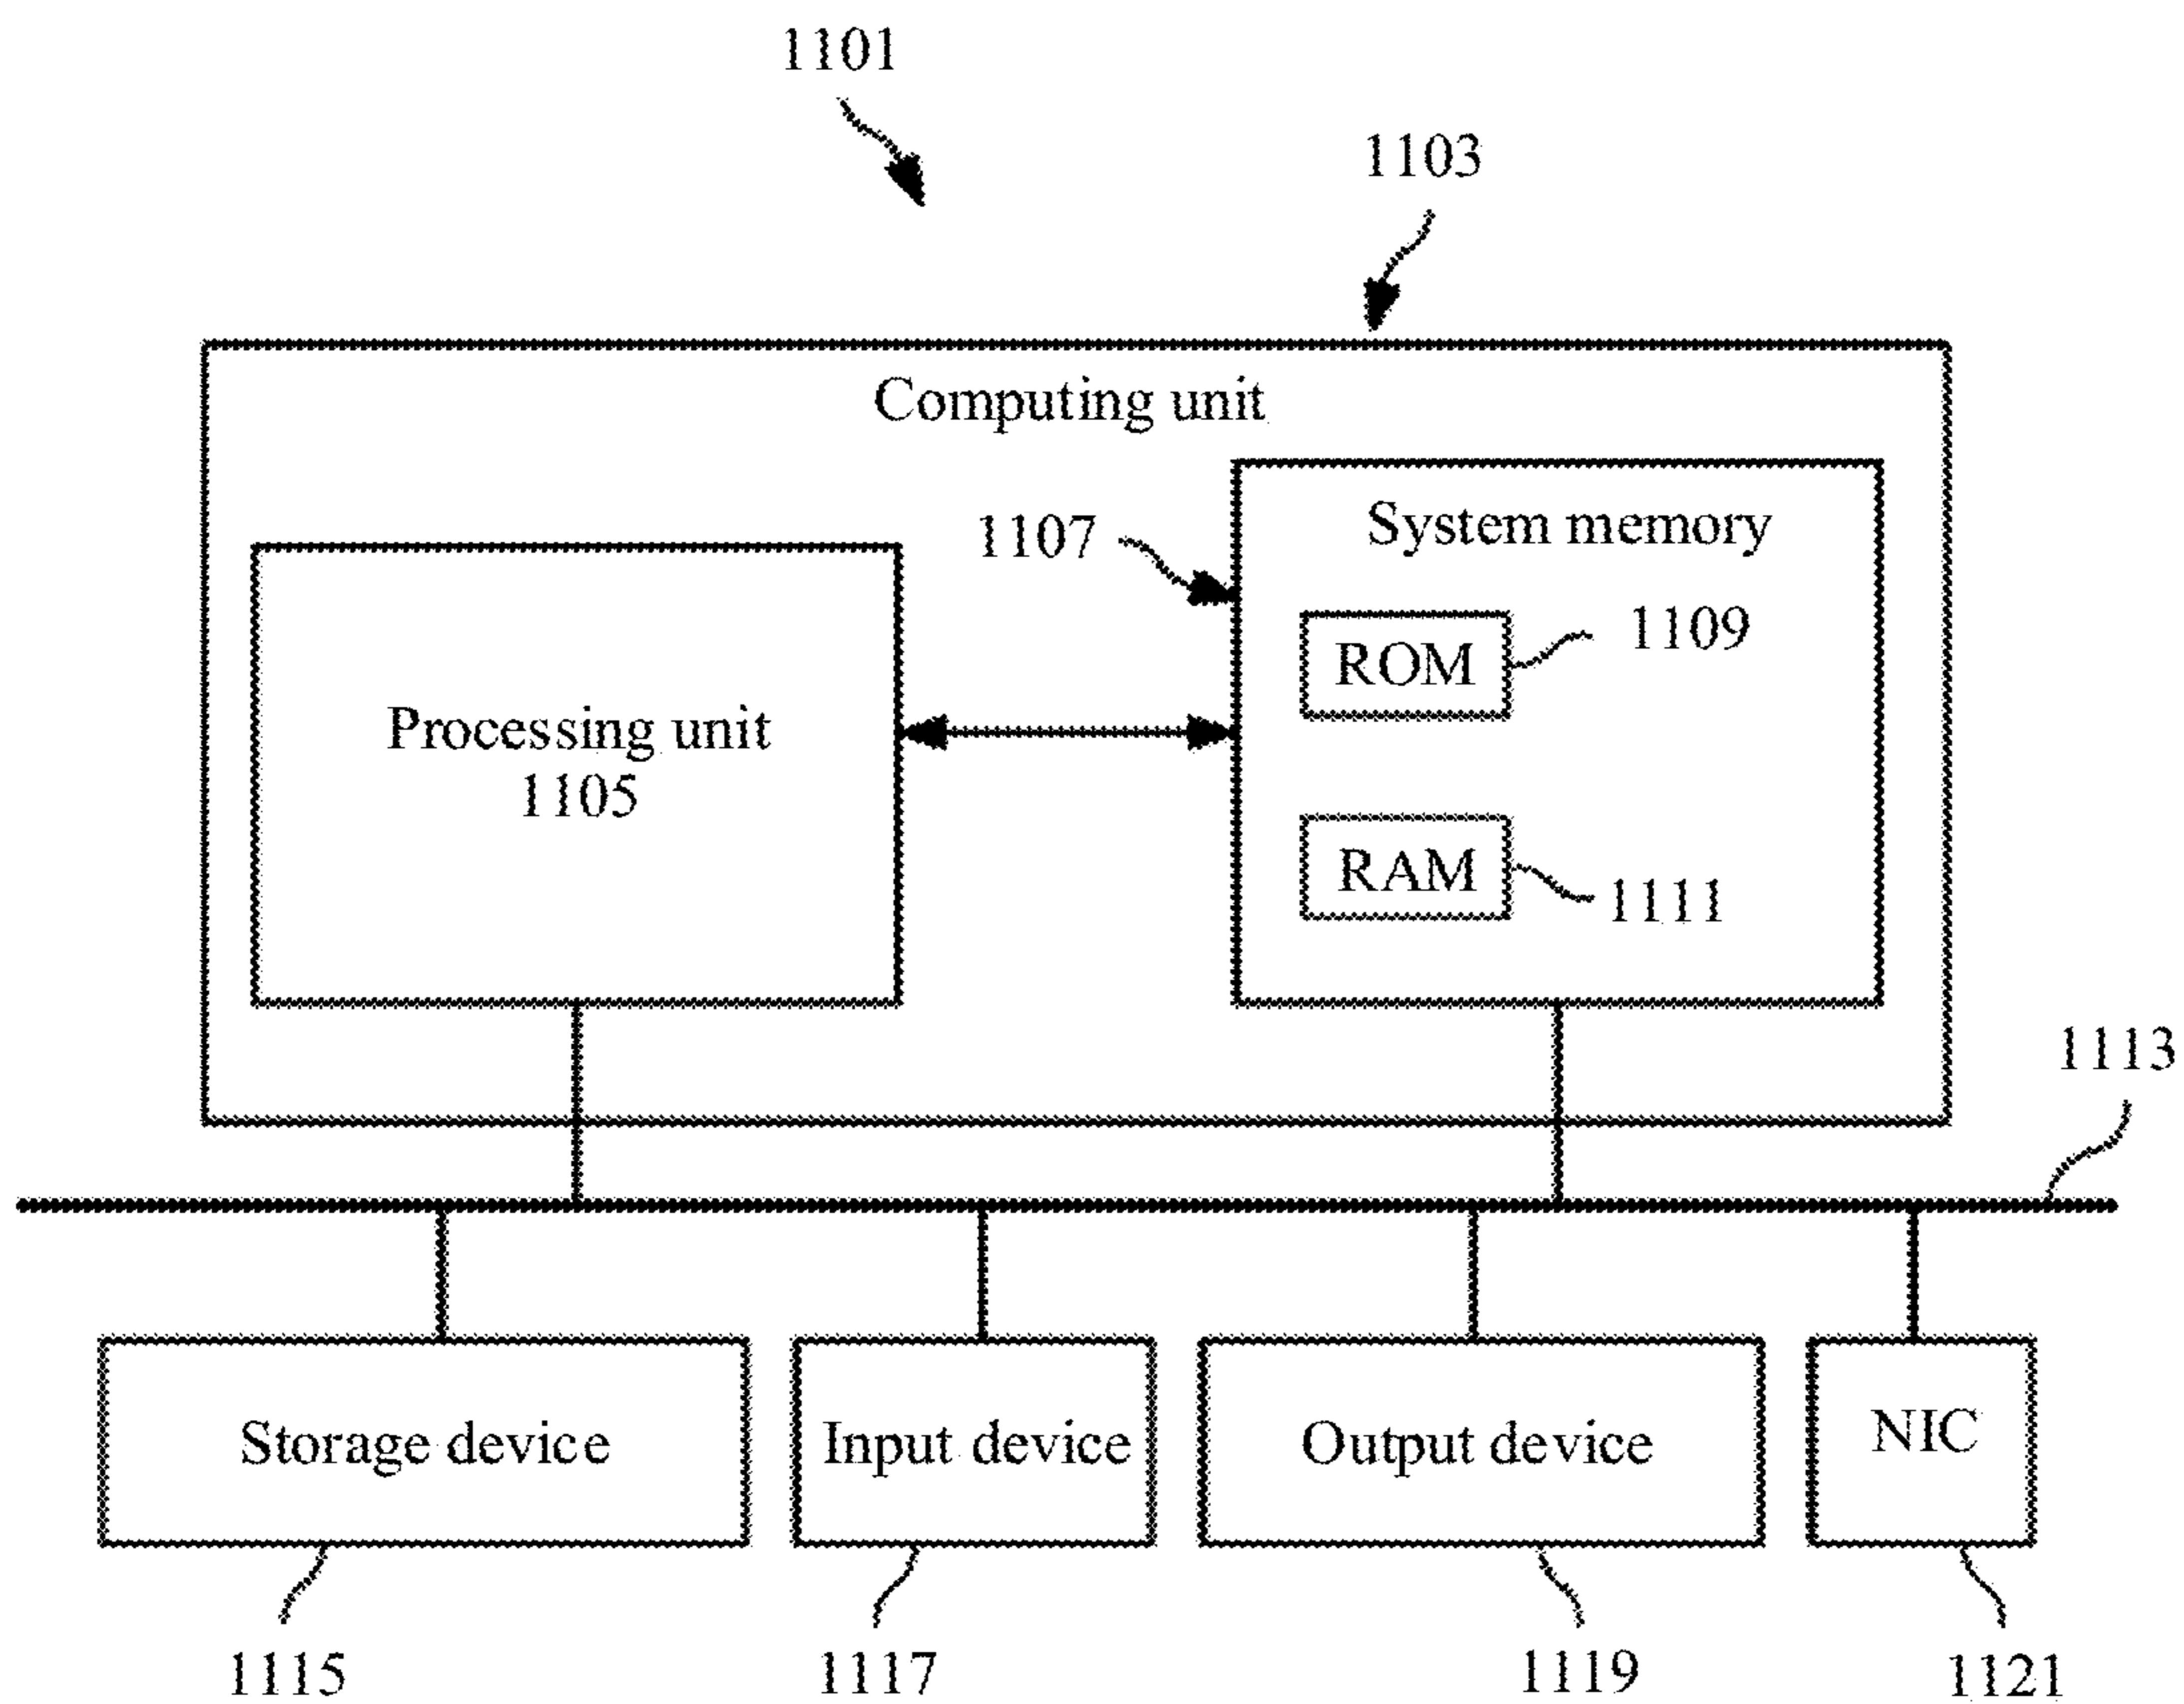 1101
1103
Computing unit
System memory
1107
ROM
1109
Processing unit
1105
RAM
1111
1113
Storage device
Input device
Output device
NIC
1115
1117
1119
1121